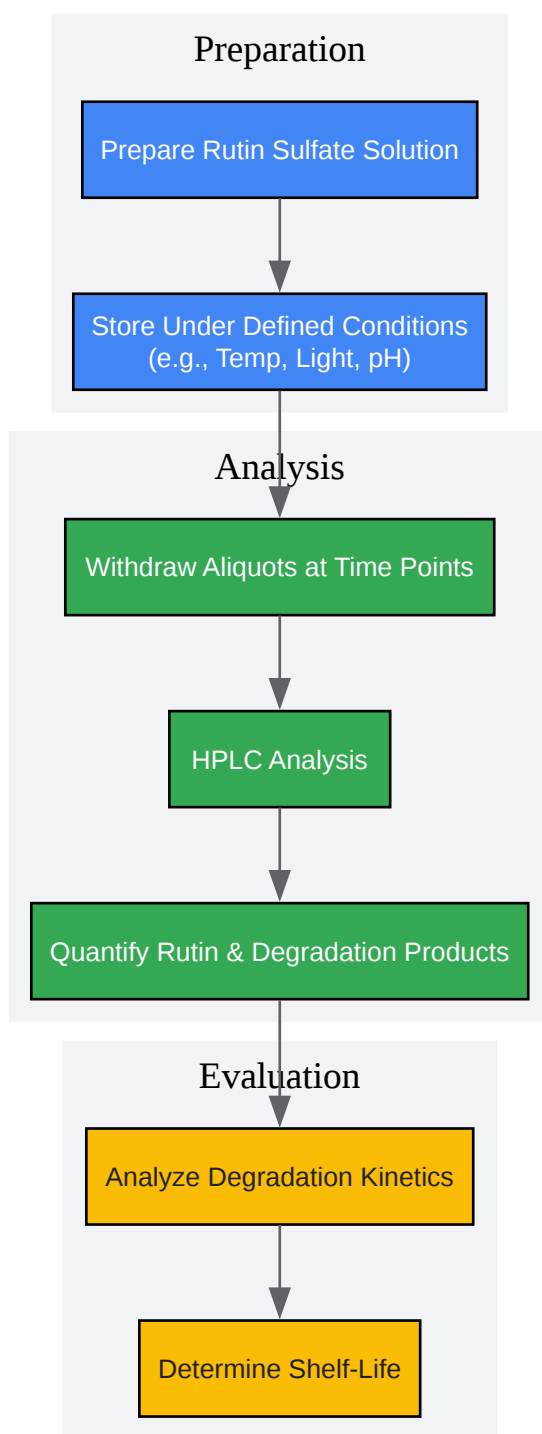 Preparation
Prepare Rutin Sulfate Solution
Store Under Defined Conditions
(e.g., Temp, Light, pH)
Analysis
Withdraw Aliquots at Time Points
HPLC Analysis
Quantify Rutin & Degradation Products
Evaluation
Analyze Degradation Kinetics
Determine Shelf-Life